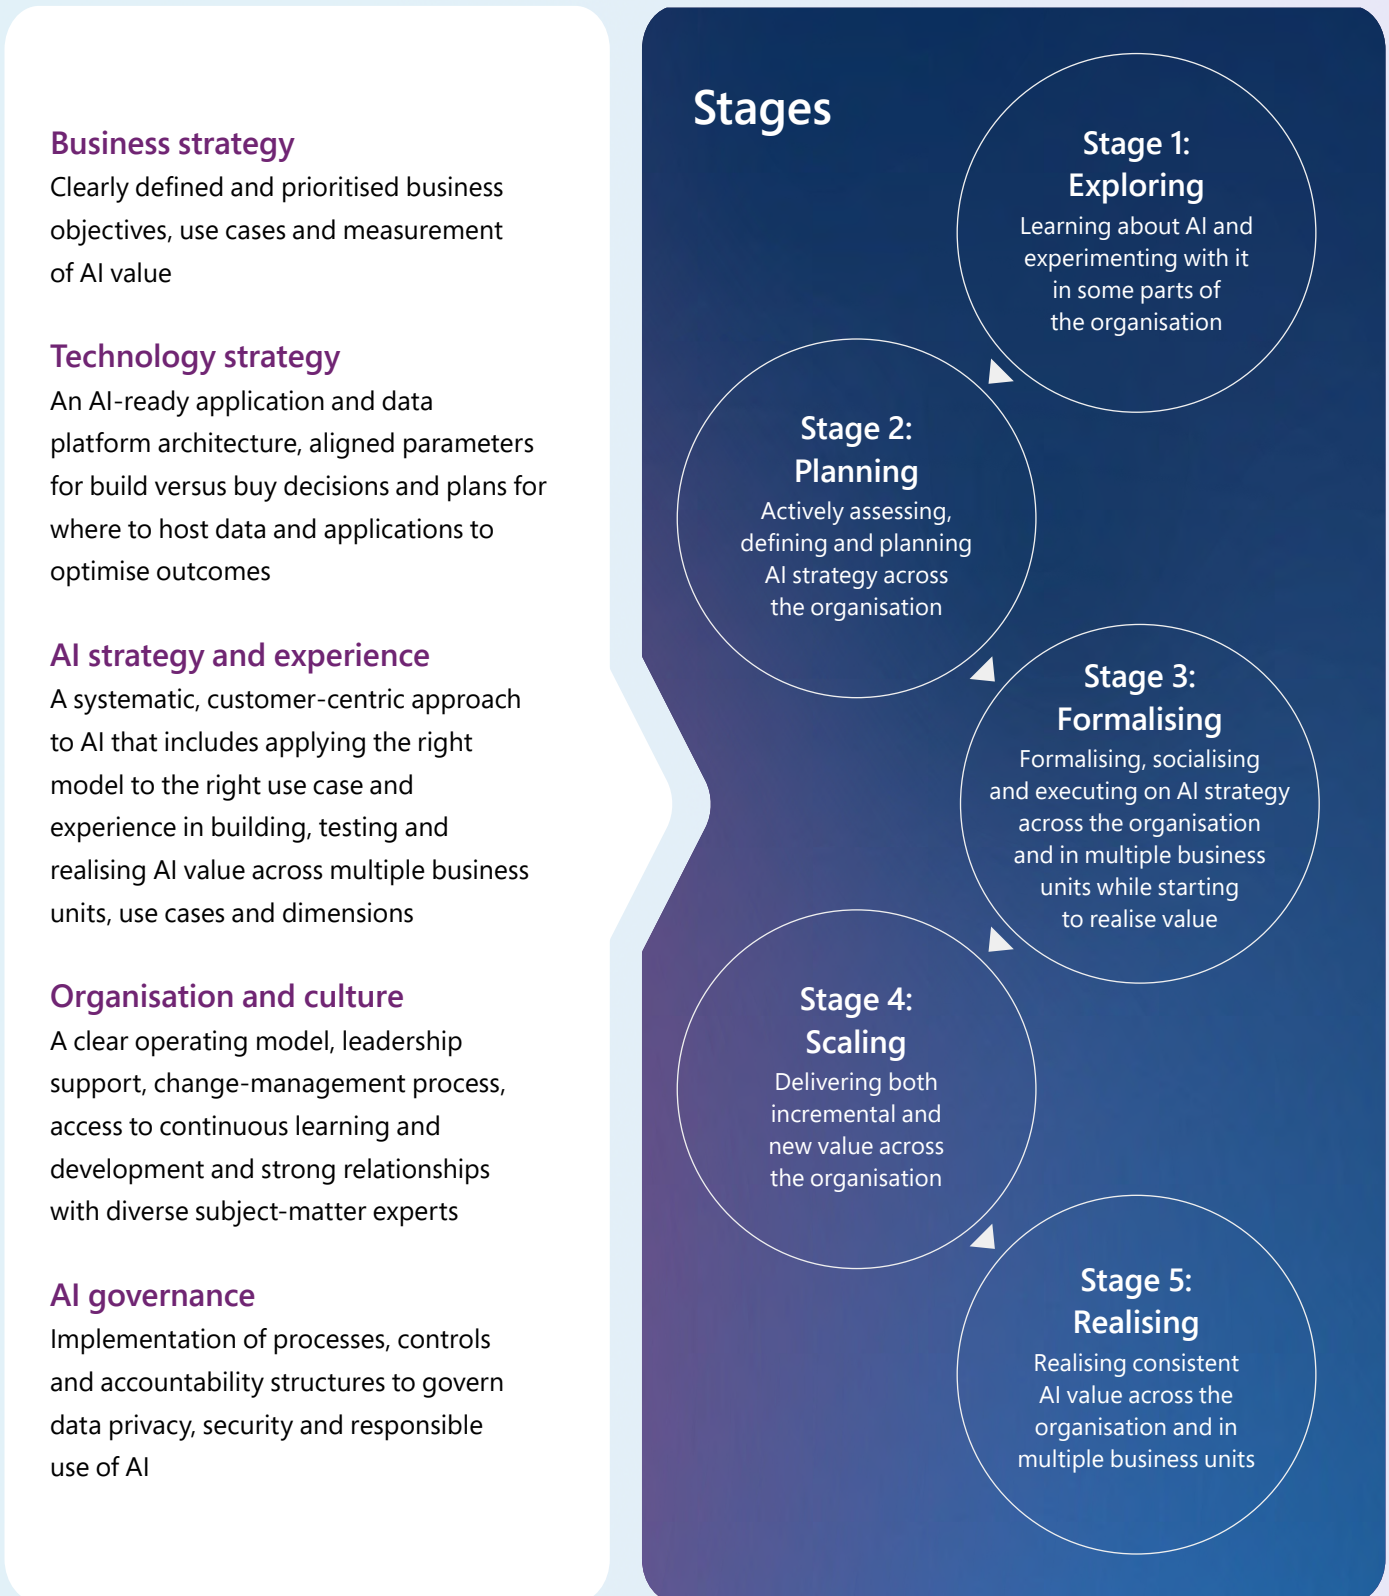 Business strategy
Clearly defined and prioritised business
objectives, use cases and measurement
of AI value
Technology strategy
An AI-ready application and data
platform architecture, aligned parameters
for build versus buy decisions and plans for
where to host data and applications to
optimise outcomes
AI strategy and experience
A systematic, customer-centric approach
to AI that includes applying the right
model to the right use case and
experience in building, testing and
realising AI value across multiple business
units, use cases and dimensions
Organisation and culture
A clear operating model, leadership
support, change-management process,
access to continuous learning and
development and strong relationships
with diverse subject-matter experts
AI governance
Implementation of processes, controls
and accountability structures to govern
data privacy, security and responsible
use of AI
Stages
Stage 1:
Exploring
Learning about AI and
experimenting with it
in some parts of
the organisation
Stage 2:
Planning
Actively assessing,
defining and planning
AI strategy across
the organisation
Stage 3:
Formalising
Formalising, socialising
and executing on AI strategy
across the organisation
and in multiple business
units while starting
to realise value
Stage 4:
Scaling
Delivering both
incremental and
new value across
the organisation
Stage 5:
Realising
Realising consistent
AI value across the
organisation and in
multiple business units